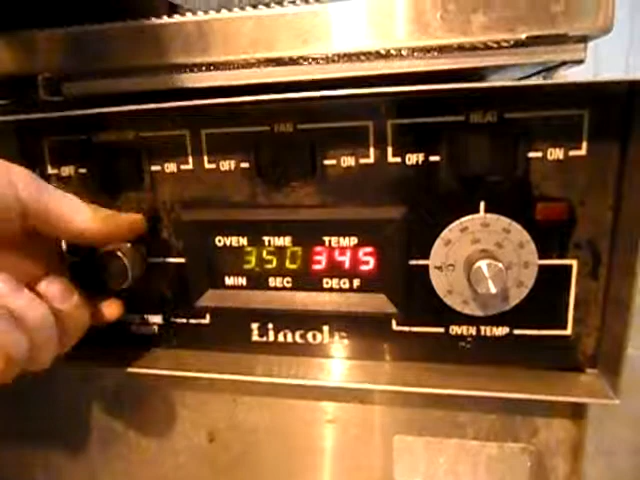 FAN
HEAT
OFF ON OFF ON OFF ON
OVEN TIME TEMP
3.50 345
MIN SEC DEG F
Lincoln
OVEN TEMP